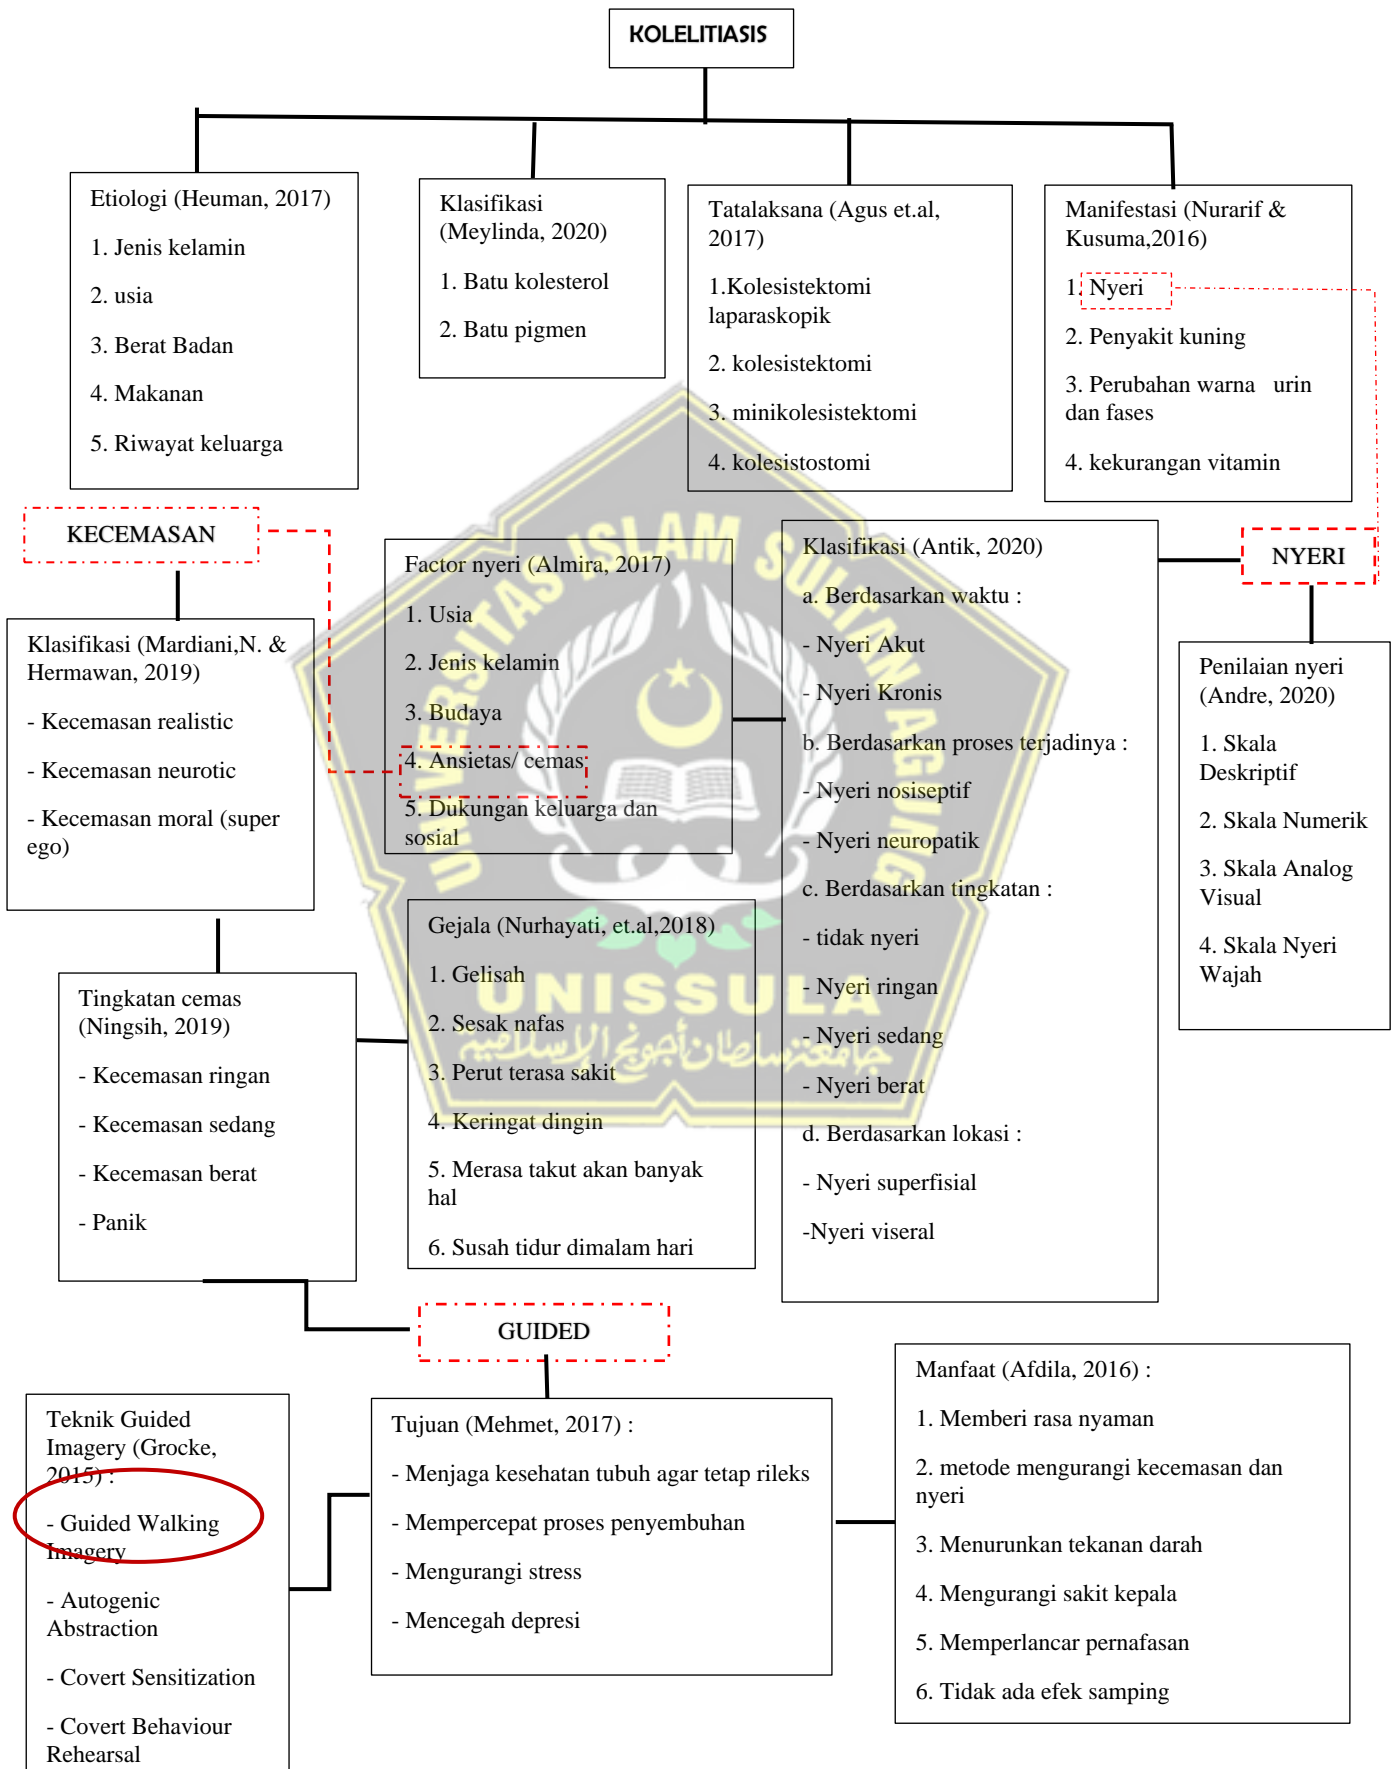 KOLELITIASIS
Etiologi (Heuman, 2017)
1. Jenis kelamin
2. usia
3. Berat Badan
4. Makanan
5. Riwayat keluarga
Klasifikasi
(Meylinda, 2020)
1. Batu kolesterol
2. Batu pigmen
Tatalaksana (Agus et.al,
2017)
1.Kolesistektomi
laparaskopik
2. kolesistektomi
3. minikolesistektomi
4. kolesistostomi
Manifestasi (Nurarif &
Kusuma,2016)
1. Nyeri
2. Penyakit kuning
3. Perubahan warna urin
dan fases
4. kekurangan vitamin
KECEMASAN
Klasifikasi (Mardiani,N. &
Hermawan, 2019)
- Kecemasan realistic
- Kecemasan neurotic
- Kecemasan moral (super
ego)
Factor nyeri (Almira, 2017)
1. Usia
2. Jenis kelamin
3. Budaya
4. Ansietas/ cemas
5. Dukungan keluarga dan
sosial
Klasifikasi (Antik, 2020)
a. Berdasarkan waktu :
- Nyeri Akut
- Nyeri Kronis
b. Berdasarkan proses terjadinya :
- Nyeri nosiseptif
- Nyeri neuropatik
c. Berdasarkan tingkatan :
- tidak nyeri
- Nyeri ringan
- Nyeri sedang
- Nyeri berat
d. Berdasarkan lokasi :
- Nyeri superfisial
-Nyeri viseral
NYERI
Penilaian nyeri
(Andre, 2020)
1. Skala
Deskriptif
2. Skala Numerik
3. Skala Analog
Visual
4. Skala Nyeri
Wajah
Tingkatan cemas
(Ningsih, 2019)
- Kecemasan ringan
- Kecemasan sedang
- Kecemasan berat
- Panik
Gejala (Nurhayati, et.al,2018)
1. Gelisah
2. Sesak nafas
3. Perut terasa sakit
4. Keringat dingin
5. Merasa takut akan banyak
hal
6. Susah tidur dimalam hari
UNIVERSITAS ISLAM SULTAN AGUNG
UNISSULA
جامعة سلطان أجونج الإسلامية
GUIDED
Teknik Guided
Imagery (Grocke,
2015) :
- Guided Walking
Imagery
- Autogenic
Abstraction
- Covert Sensitization
- Covert Behaviour
Rehearsal
Tujuan (Mehmet, 2017) :
- Menjaga kesehatan tubuh agar tetap rileks
- Mempercepat proses penyembuhan
- Mengurangi stress
- Mencegah depresi
Manfaat (Afdila, 2016) :
1. Memberi rasa nyaman
2. metode mengurangi kecemasan dan
nyeri
3. Menurunkan tekanan darah
4. Mengurangi sakit kepala
5. Memperlancar pernafasan
6. Tidak ada efek samping